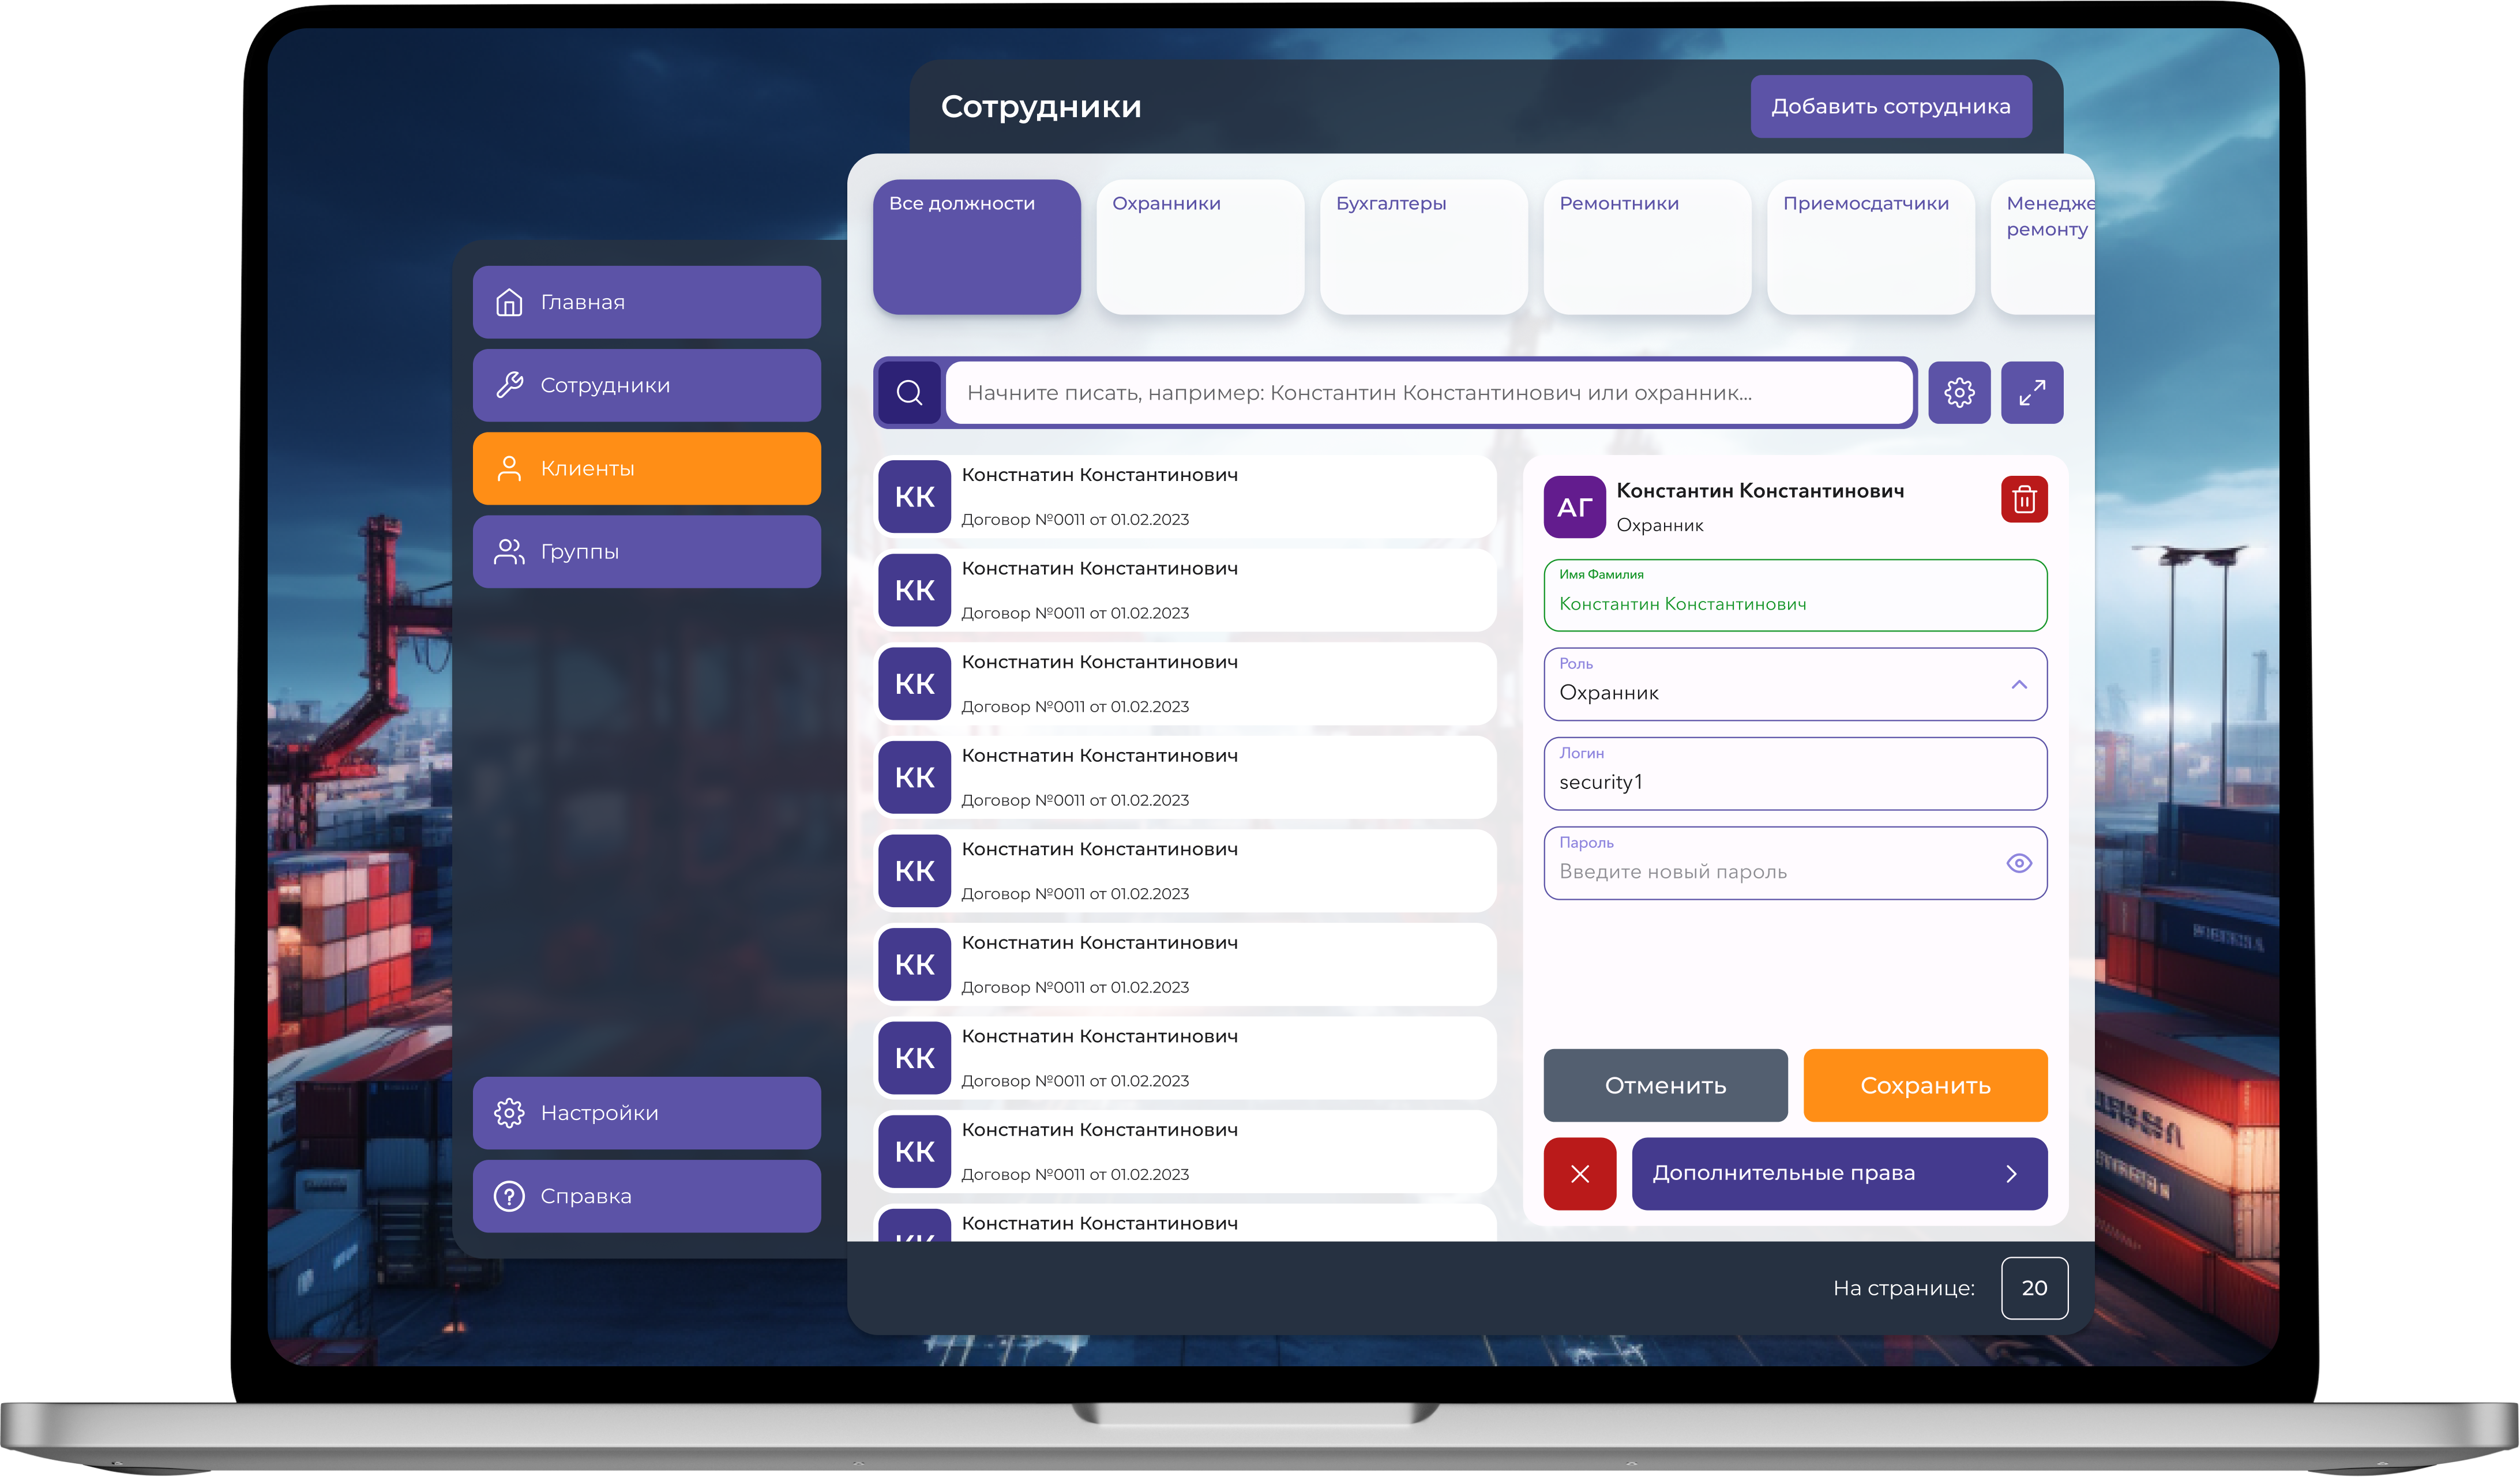 Сотрудники
Добавить сотрудника
Главная
Сотрудники
Клиенты
Группы
Настройки
Справка
Все должности
Охранники
Бухгалтеры
Ремонтники
Приемосдатчики
Менедже
ремонту
Начните писать, например: Константин Константинович или охранник...
КК
Констнатин Константинович
Договор №0011 от 01.02.2023
КК
Констнатин Константинович
Договор №0011 от 01.02.2023
КК
Констнатин Константинович
Договор №0011 от 01.02.2023
КК
Констнатин Константинович
Договор №0011 от 01.02.2023
КК
Констнатин Константинович
Договор №0011 от 01.02.2023
КК
Констнатин Константинович
Договор №0011 от 01.02.2023
КК
Констнатин Константинович
Договор №0011 от 01.02.2023
КК
Констнатин Константинович
Договор №0011 от 01.02.2023
КК
Констнатин Константинович
АГ
Константин Константинович
Охранник
Имя Фамилия
Константин Константинович
Роль
Охранник
Логин
security1
Пароль
Введите новый пароль
Отменить
Сохранить
Дополнительные права
На странице:
20